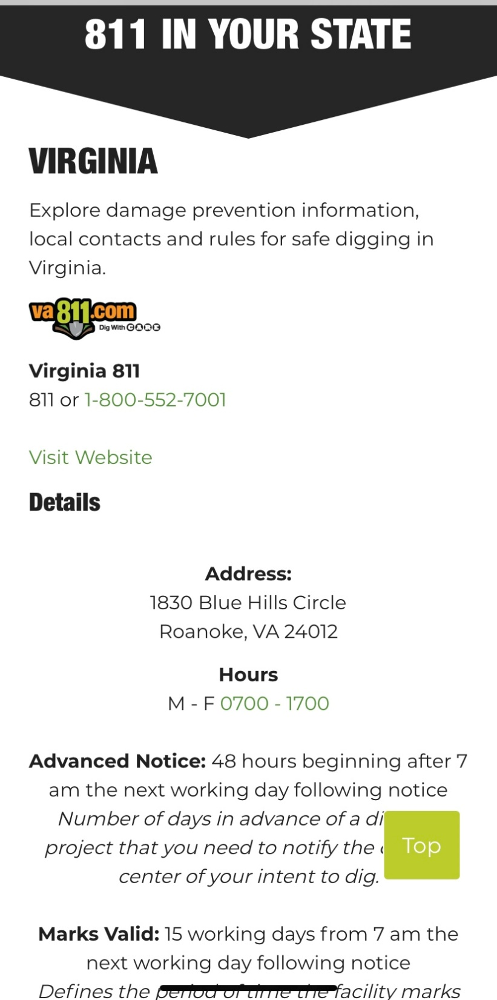 811 IN YOUR STATE
VIRGINIA
Explore damage prevention information,
local contacts and rules for safe digging in
Virginia.
va811.com
Dig With CARE
Virginia 811
811 or 1-800-552-7001
Visit Website
Details
Address:
1830 Blue Hills Circle
Roanoke, VA 24012
Hours
M - F 0700 - 1700
Advanced Notice: 48 hours beginning after 7
am the next working day following notice
Number of days in advance of a
project that you need to notify the
center of your intent to dig.
Top
Marks Valid: 15 working days from 7 am the
next working day following notice
Defines the period of time the facility marks